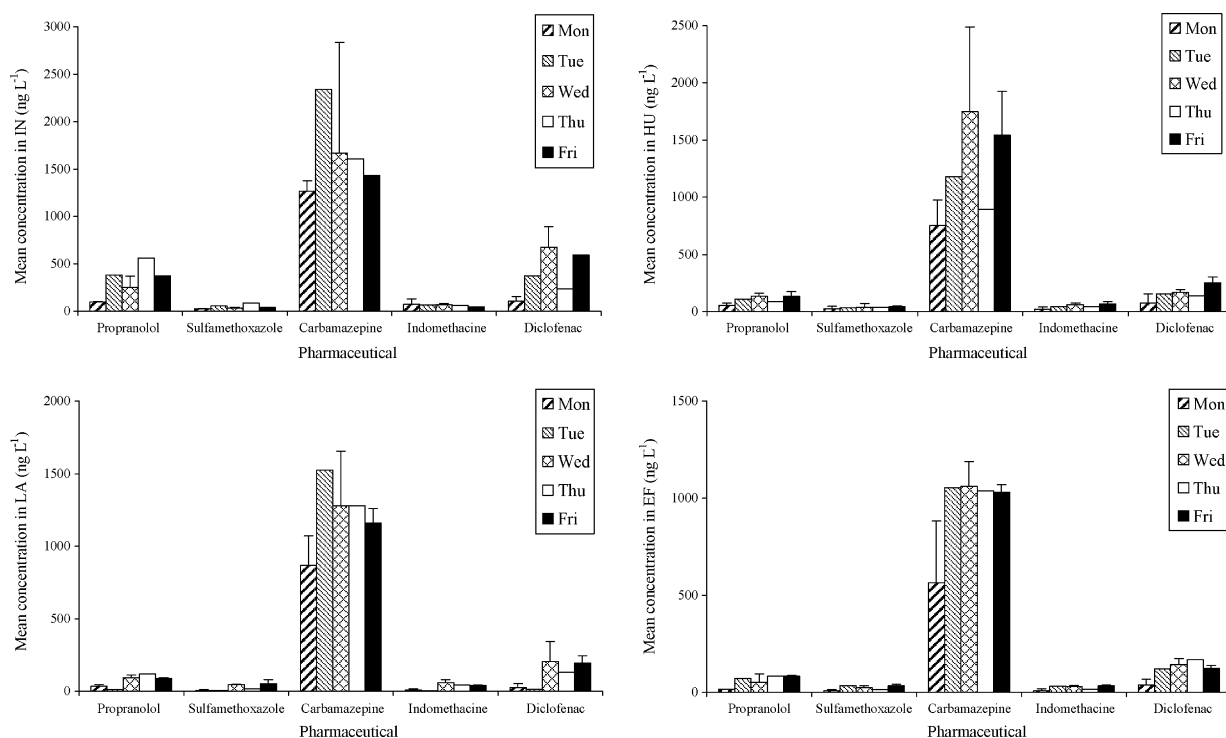 Mean concentration in IN (ng L⁻¹)
3000
2500
2000
1500
1000
500
0
Mon
Tue
Wed
Thu
Fri
Propranolol Sulfamethoxazole Carbamazepine Indomethacine Diclofenac
Pharmaceutical
Mean concentration in HU (ng L⁻¹)
2500
2000
1500
1000
500
0
Mon
Tue
Wed
Thu
Fri
Propranolol Sulfamethoxazole Carbamazepine Indomethacine Diclofenac
Pharmaceutical
Mean concentration in LA (ng L⁻¹)
2000
1500
1000
500
0
Mon
Tue
Wed
Thu
Fri
Propranolol Sulfamethoxazole Carbamazepine Indomethacine Diclofenac
Pharmaceutical
Mean concentration in EF (ng L⁻¹)
1500
1000
500
0
Mon
Tue
Wed
Thu
Fri
Propranolol Sulfamethoxazole Carbamazepine Indomethacine Diclofenac
Pharmaceutical